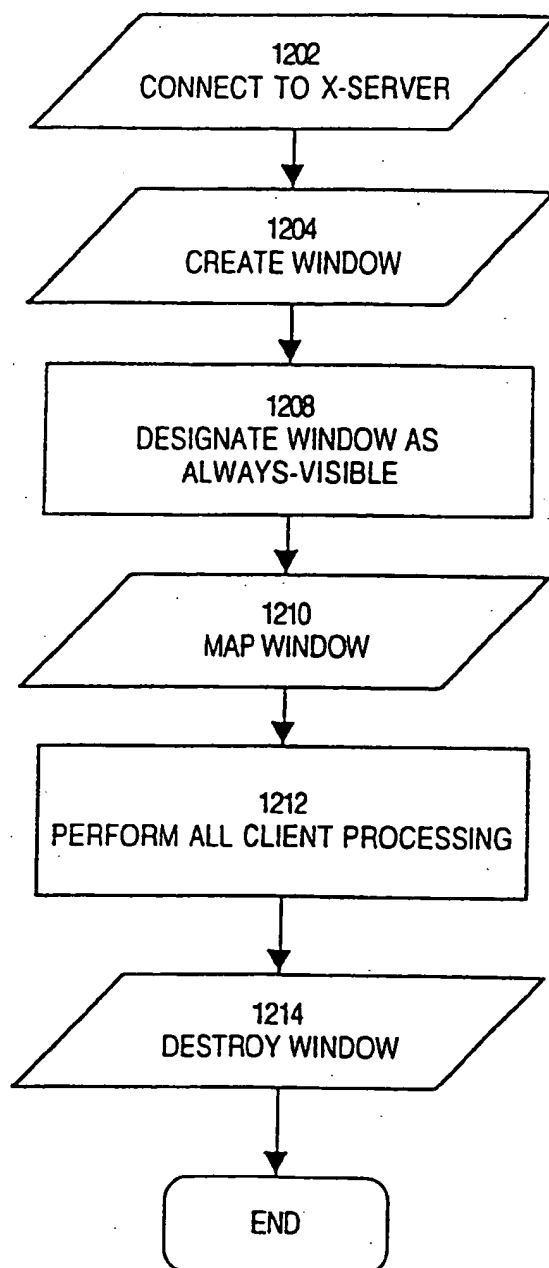 1202
CONNECT TO X-SERVER
1204
CREATE WINDOW
1208
DESIGNATE WINDOW AS
ALWAYS-VISIBLE
1210
MAP WINDOW
1212
PERFORM ALL CLIENT PROCESSING
1214
DESTROY WINDOW
END